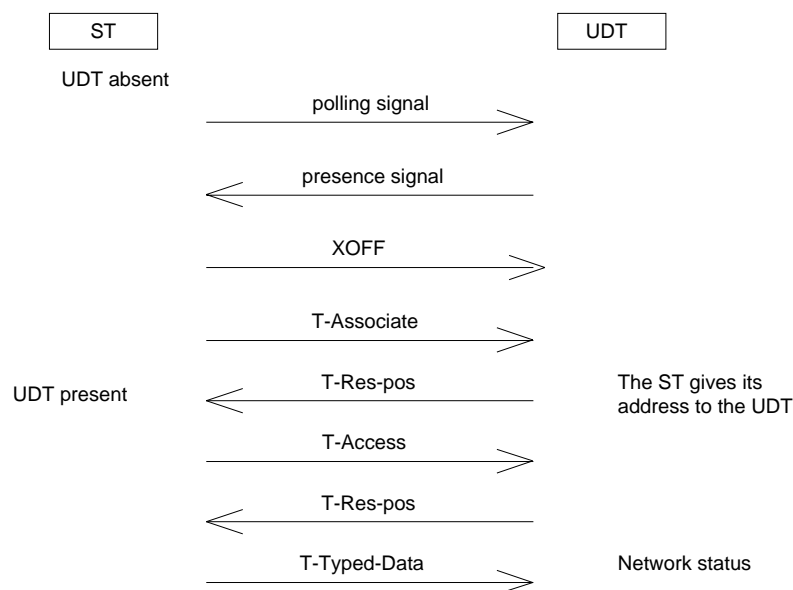 ST
UDT
UDT absent
polling signal
presence signal
XOFF
T-Associate
UDT present
T-Res-pos
The ST gives its
address to the UDT
T-Access
T-Res-pos
T-Typed-Data
Network status